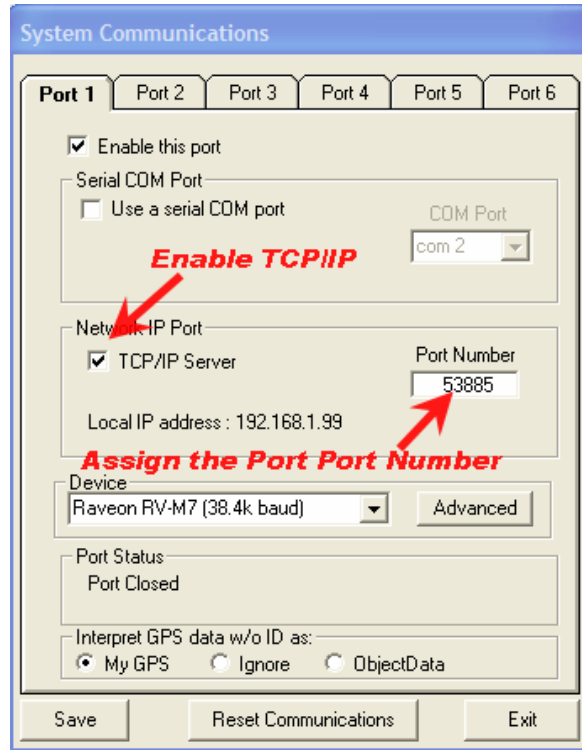 System Communications
Port 1 Port 2 Port 3 Port 4 Port 5 Port 6
Enable this port
Serial COM Port
Use a serial COM port COM Port
com 2
Enable TCP/IP
Network IP Port
TCP/IP Server Port Number
53885
Local IP address : 192.168.1.99
Assign the Port Port Number
Device
Raveon RV-M7 (38.4k baud) Advanced
Port Status
Port Closed
Interpret GPS data w/o ID as:
My GPS Ignore ObjectData
Save Reset Communications Exit